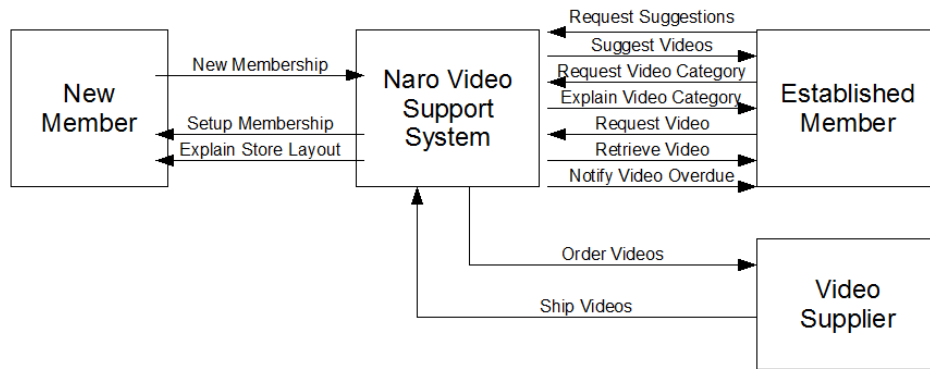 Request Suggestions
Suggest Videos
Request Video Category
Explain Video Category
Request Video
Retrieve Video
Notify Video Overdue
New Membership
Setup Membership
Explain Store Layout
New
Member
Naro Video
Support
System
Established
Member
Order Videos
Ship Videos
Video
Supplier